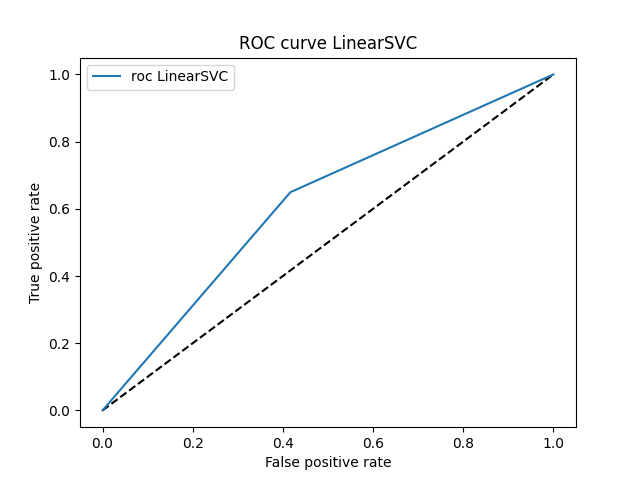 ROC curve LinearSVC
roc LinearSVC
True positive rate
1.0
0.8
0.6
0.4
0.2
0.0
0.0 0.2 0.4 0.6 0.8 1.0
False positive rate